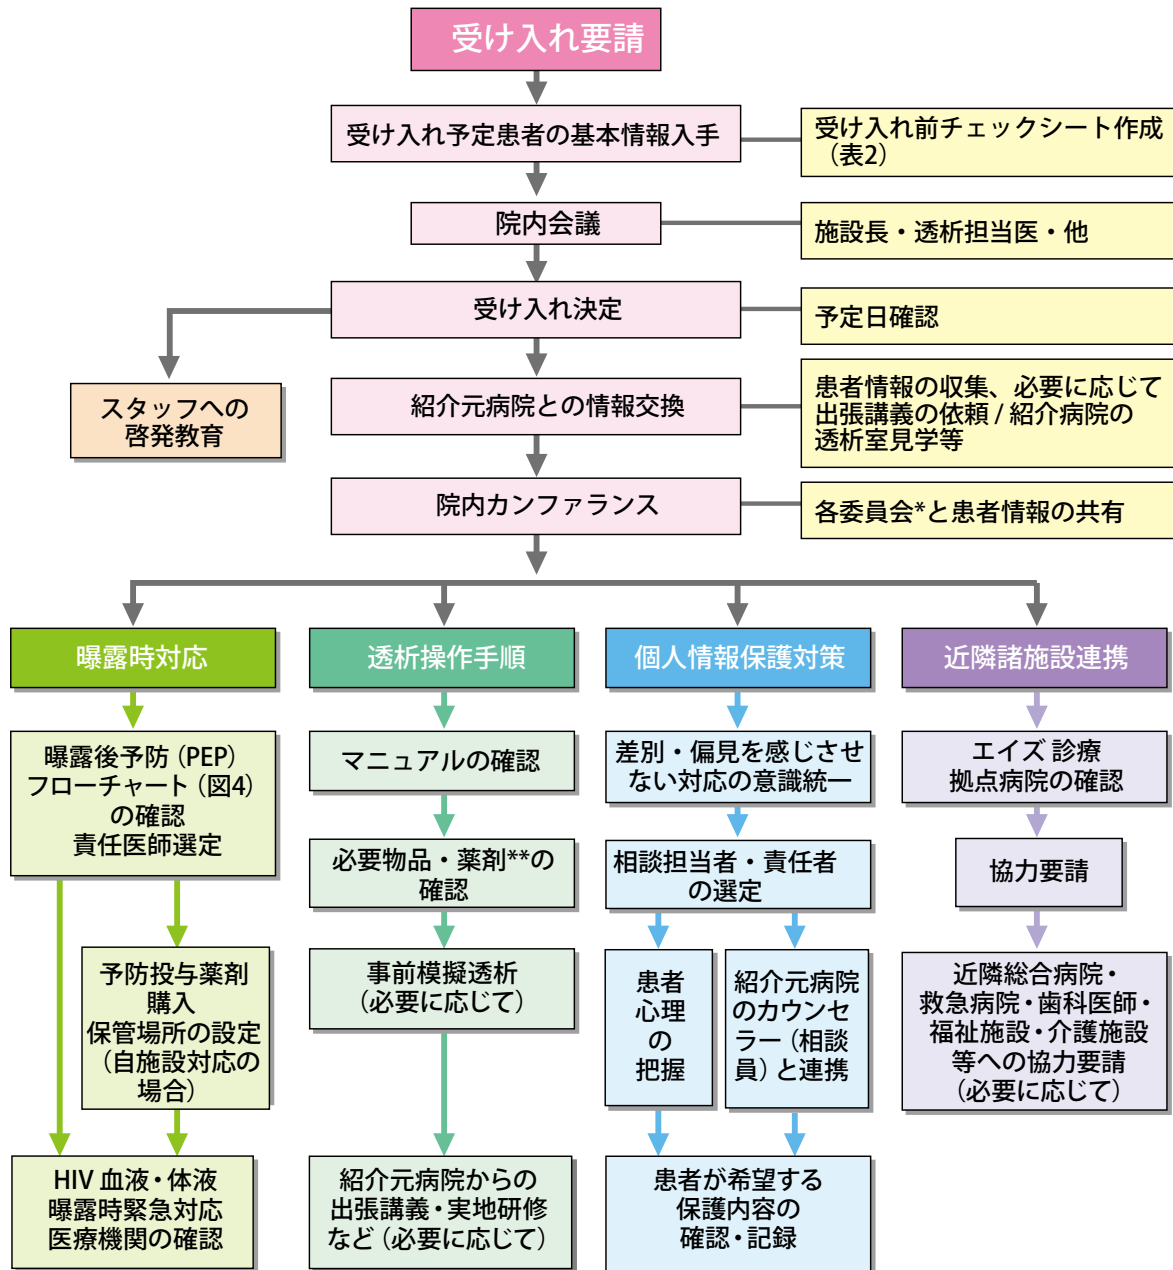 受け入れ要請
受け入れ予定患者の基本情報入手
受け入れ前チェックシート作成
（表2）
院内会議
施設長・透析担当医・他
受け入れ決定
予定日確認
スタッフへの
啓発教育
紹介元病院との情報交換
患者情報の収集、必要に応じて
出張講義の依頼 / 紹介病院の
透析室見学等
院内カンファランス
各委員会*と患者情報の共有
曝露時対応
曝露後予防（PEP）
フローチャート（図4）
の確認
責任医師選定
予防投与薬剤
購入
保管場所の設定
（自施設対応の
場合）
HIV 血液・体液
曝露時緊急対応
医療機関の確認
透析操作手順
マニュアルの確認
必要物品・薬剤**の
確認
事前模擬透析
（必要に応じて）
紹介元病院からの
出張講義・実地研修
など（必要に応じて）
個人情報保護対策
差別・偏見を感じさせ
ない対応の意識統一
相談担当者・責任者
の選定
患者
心理
の
把握
紹介元病院
のカウンセ
ラー（相談
員）と連携
患者が希望する
保護内容の
確認・記録
近隣諸施設連携
エイズ 診療
拠点病院の確認
協力要請
近隣総合病院・
救急病院・歯科医師・
福祉施設・介護施設
等への協力要請
（必要に応じて）